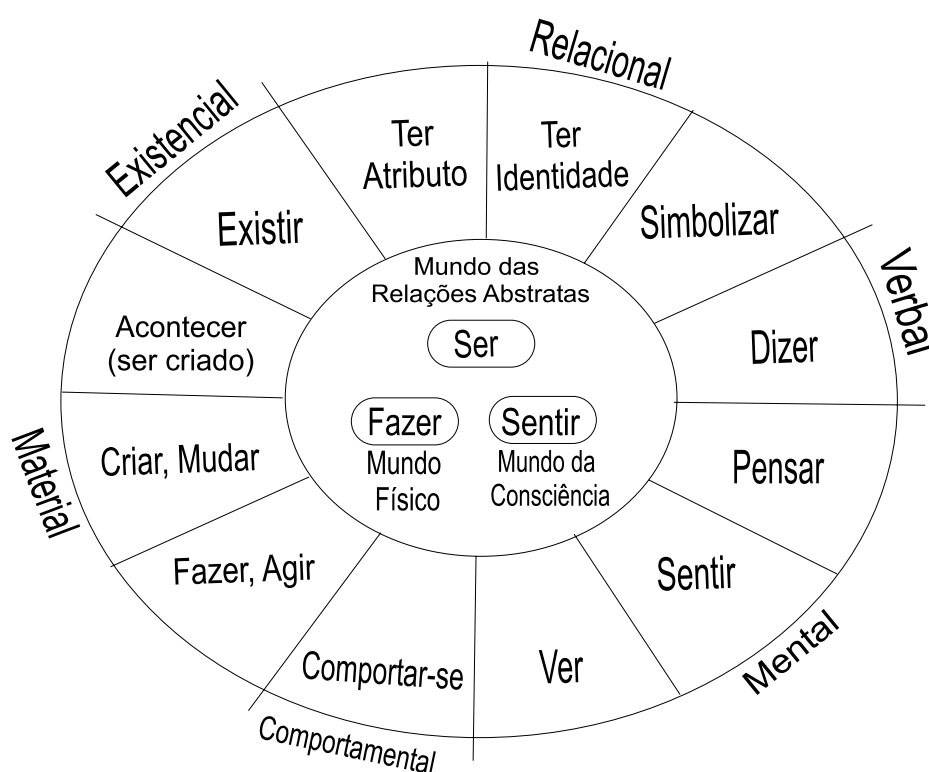 Relacional
Existencial
Ter
Atributo
Ter
Identidade
Existir
Simbolizar
Verbal
Mundo das
Relações Abstratas
Acontecer
(ser criado)
Ser
Dizer
Fazer
Sentir
Mundo
Físico
Mundo da
Consciência
Criar, Mudar
Pensar
Material
Fazer, Agir
Sentir
Comportar-se
Ver
Mental
Comportamental